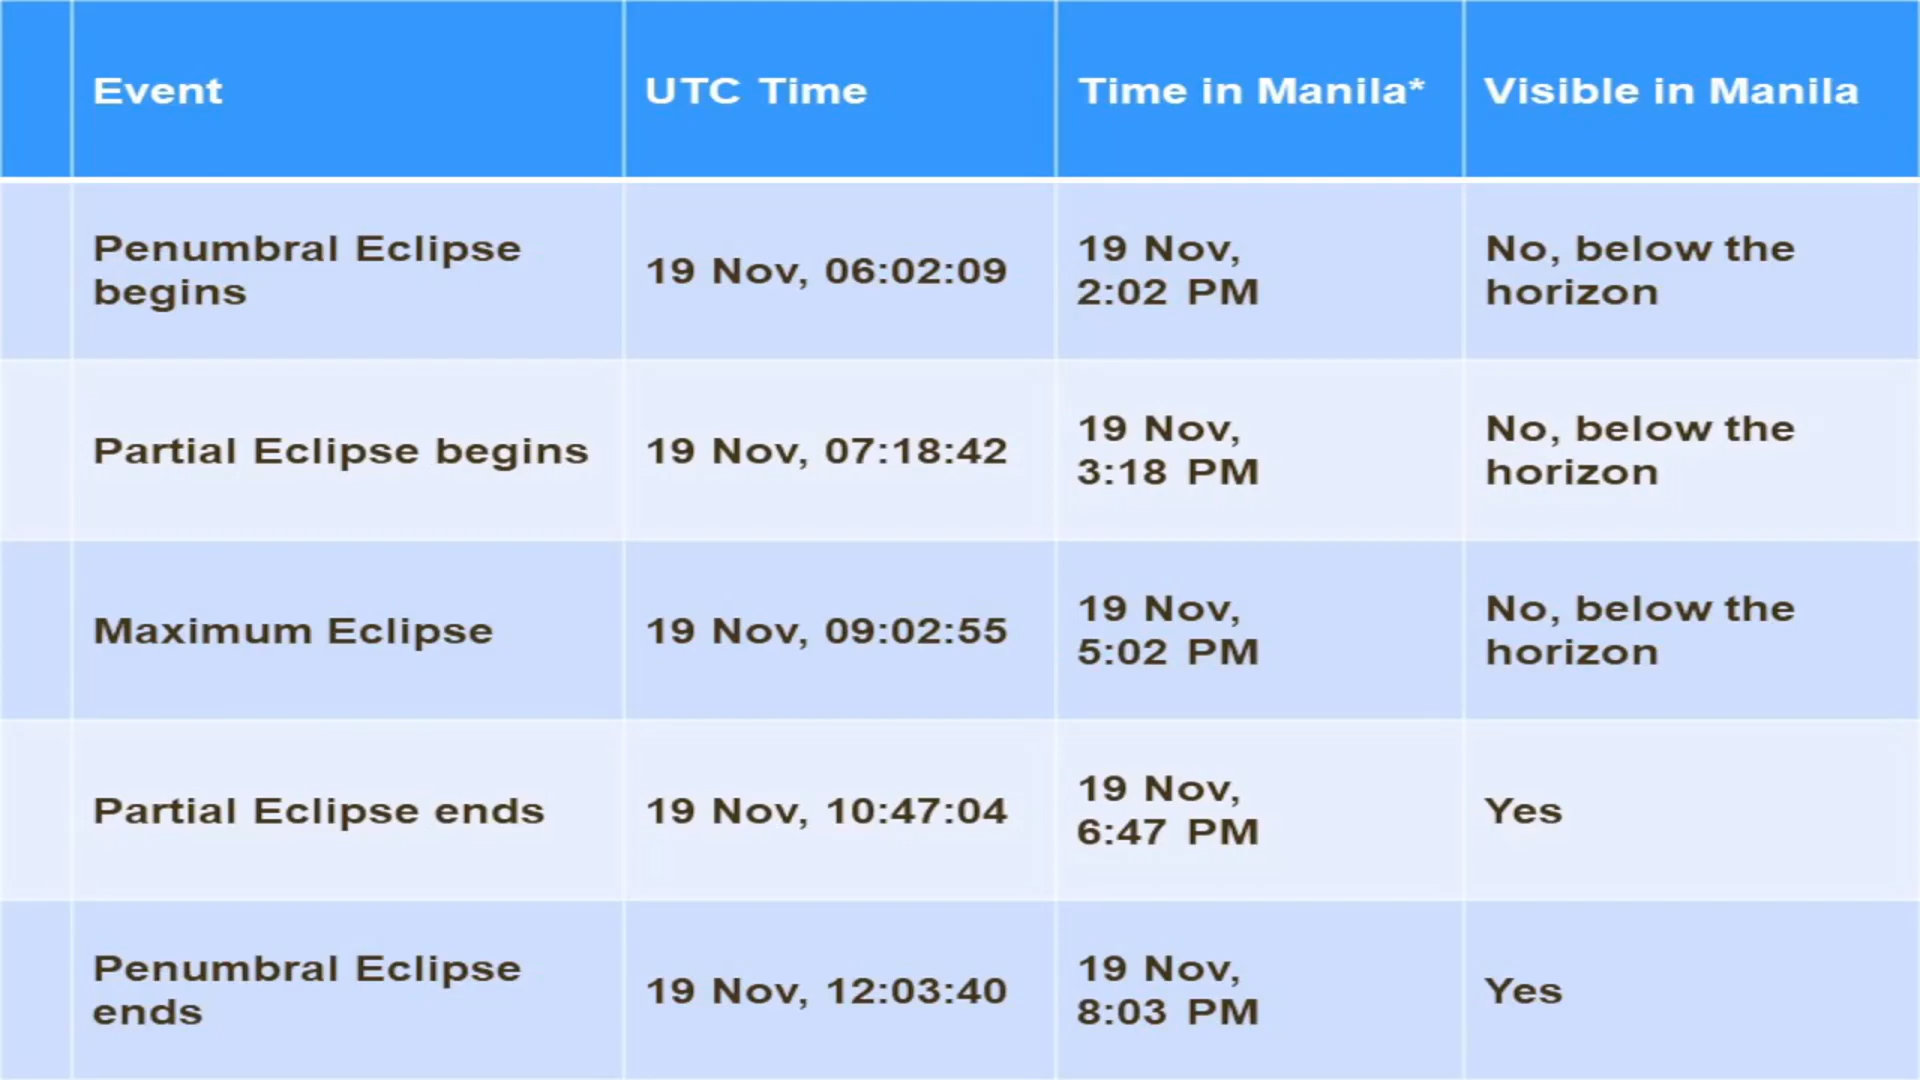 Event
UTC Time
Time in Manila*
Visible in Manila
Penumbral Eclipse
begins
19 Nov, 06:02:09
19 Nov,
2:02 PM
No, below the
horizon
Partial Eclipse begins
19 Nov, 07:18:42
19 Nov,
3:18 PM
No, below the
horizon
Maximum Eclipse
19 Nov, 09:02:55
19 Nov,
5:02 PM
No, below the
horizon
Partial Eclipse ends
19 Nov, 10:47:04
19 Nov,
6:47 PM
Yes
Penumbral Eclipse
ends
19 Nov, 12:03:40
19 Nov,
8:03 PM
Yes